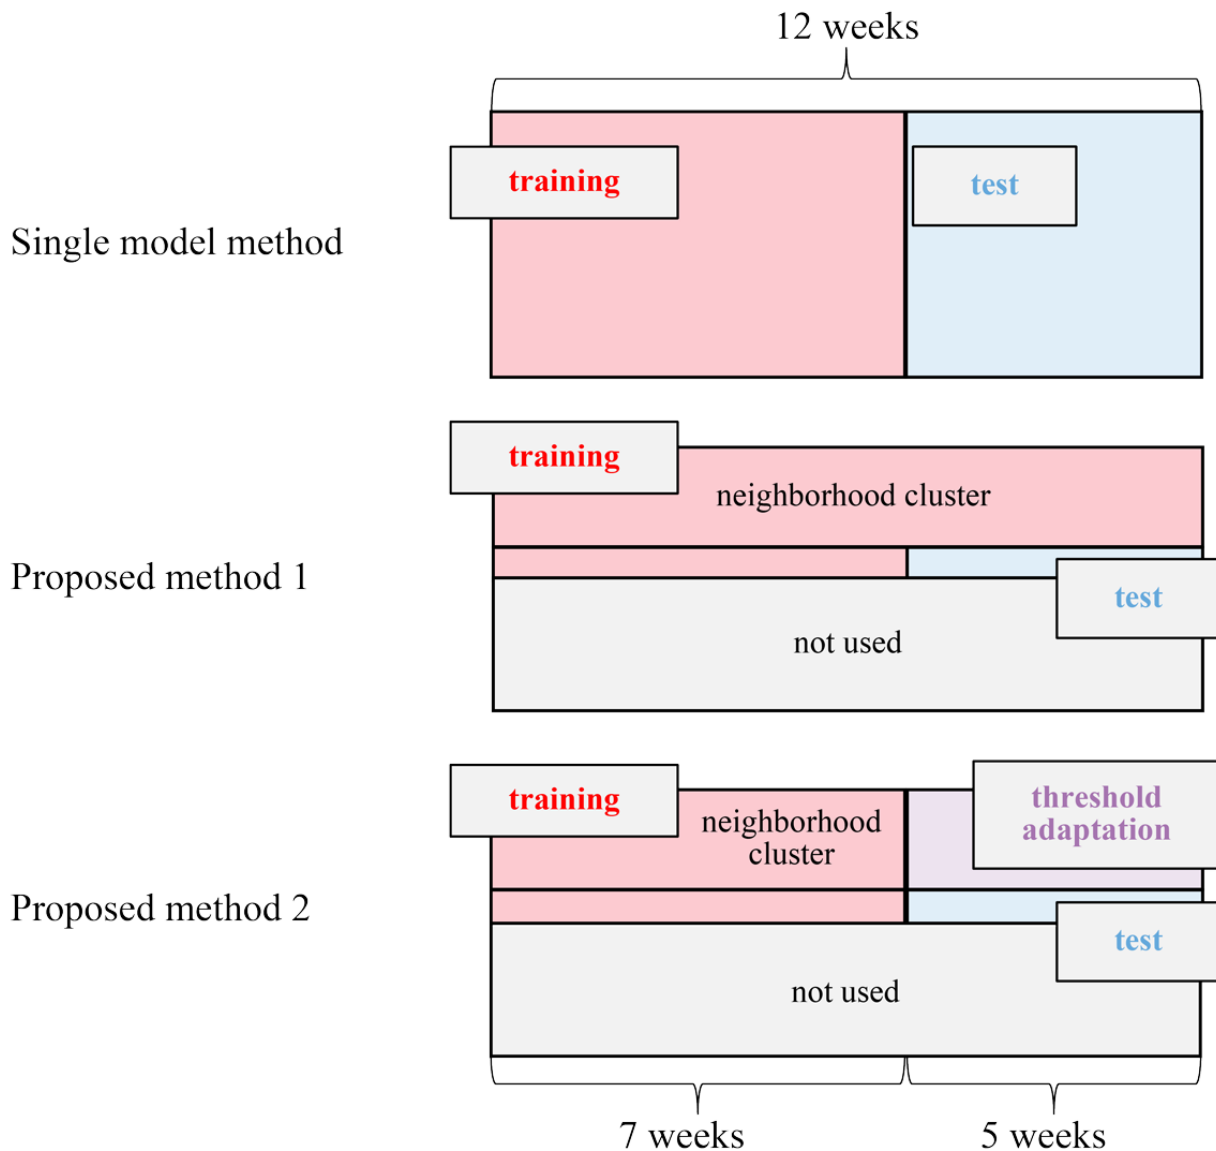 12 weeks
training
test
Single model method
training
neighborhood cluster
Proposed method 1
test
not used
training
threshold
adaptation
neighborhood
cluster
Proposed method 2
test
not used
7 weeks
5 weeks